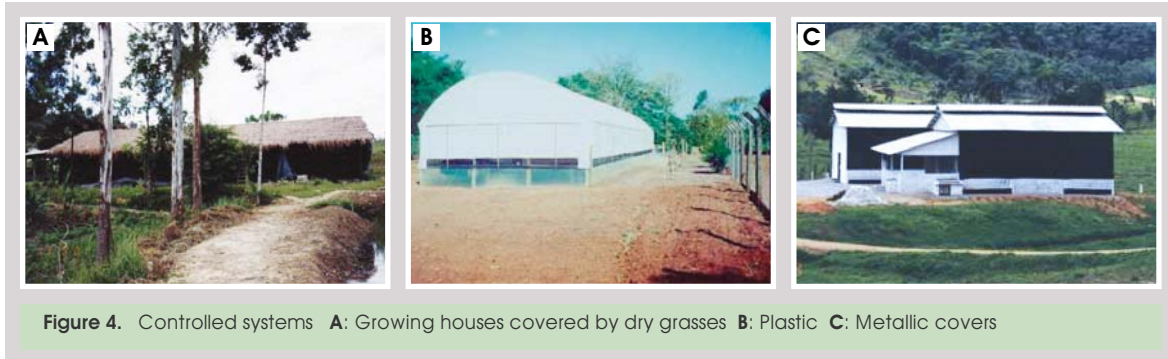 A
B
C
Figure 4. Controlled systems A: Growing houses covered by dry grasses B: Plastic C: Metallic covers